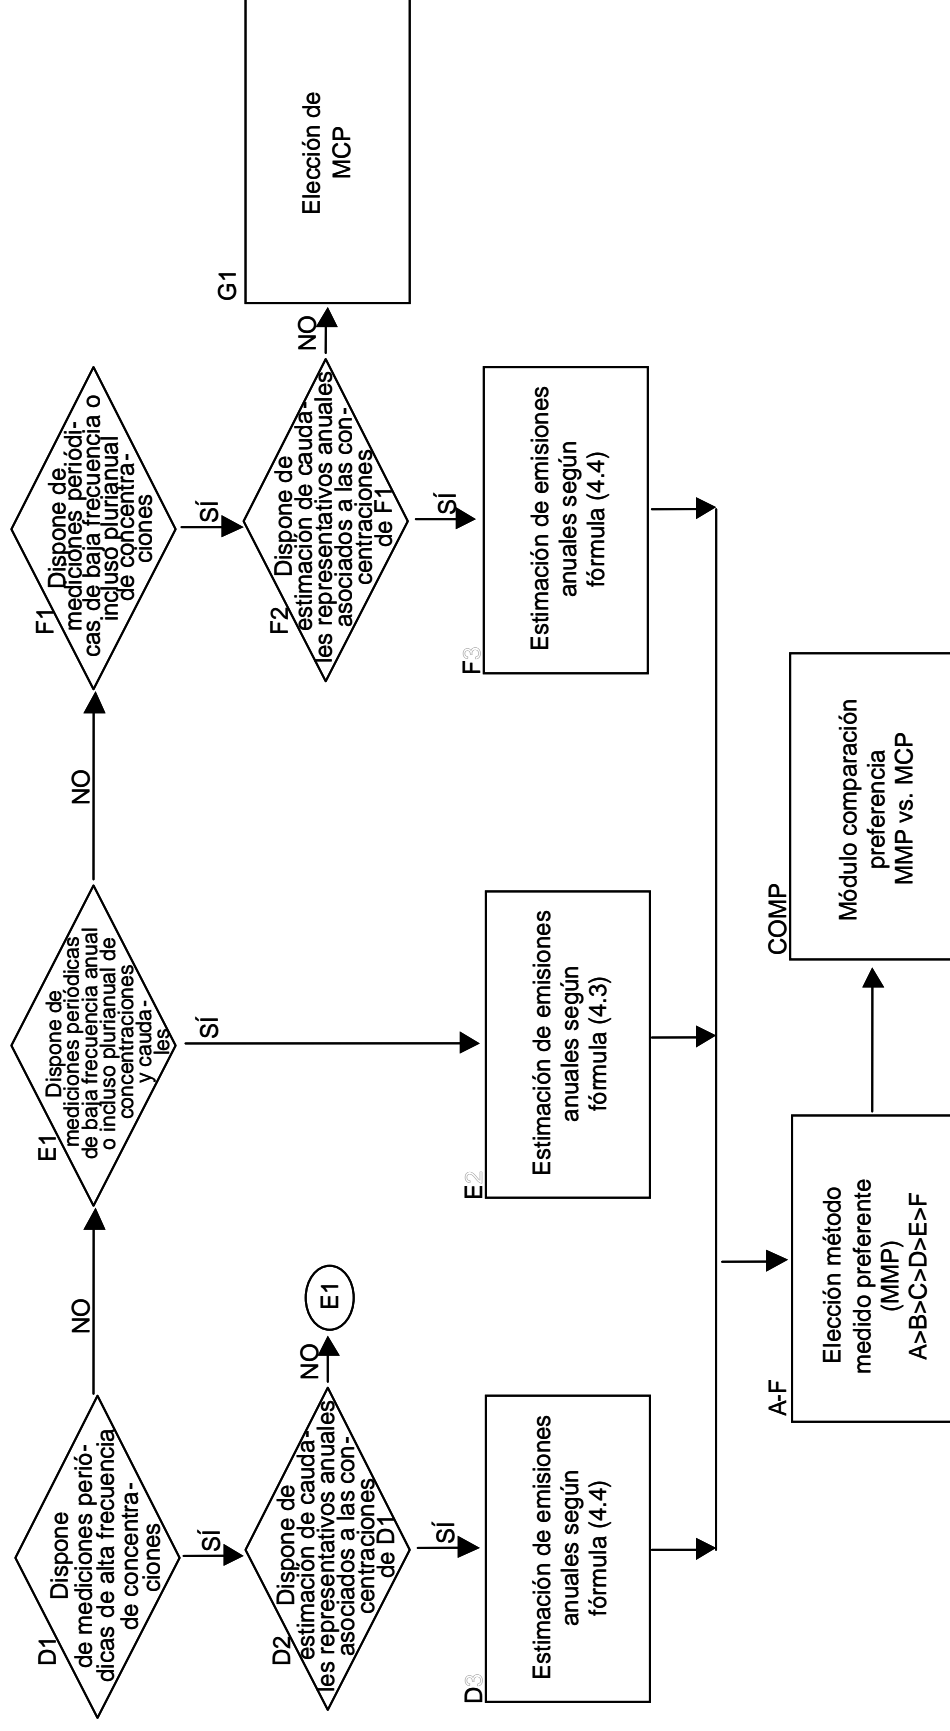 D1
Dispone
de mediciones perió-
dicas de alta frecuencia
de concentra-
ciones
NO
SÍ
D2
Dispone de
estimación de cauda-
les representativos anuales
asociados a las con-
centraciones
de D1
NO
E1
SÍ
D3
Estimación de emisiones
anuales según
fórmula (4.4)
E1
Dispone de
mediciones periódicas
de baja frecuencia anual
o incluso plurianual de
concentraciones
y cauda-
les
NO
SÍ
E2
Estimación de emisiones
anuales según
fórmula (4.3)
F1
Dispone de
mediciones periódi-
cas de baja frecuencia o
incluso plurianual
de concentra-
ciones
SÍ
F2
Dispone de
estimación de cauda-
les representativos anuales
asociados a las con-
centraciones
de F1
NO
SÍ
G1
Elección de
MCP
F3
Estimación de emisiones
anuales según
fórmula (4.4)
A-F
Elección método
medido preferente
(MMP)
A>B>C>D>E>F
COMP
Módulo comparación
preferencia
MMP vs. MCP